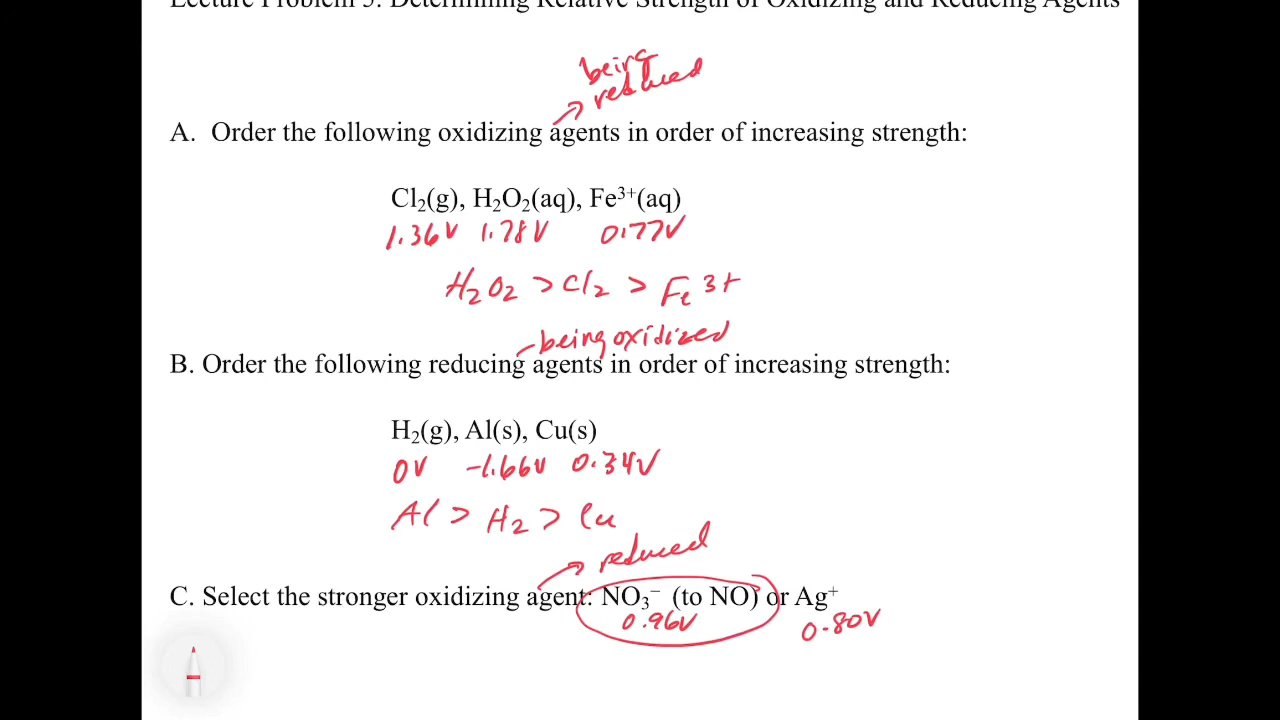 Lecture Problem 5: Determining Relative Strength of Oxidizing and Reducing Agents
being
reduced
A. Order the following oxidizing agents in order of increasing strength:
Cl₂(g), H₂O₂(aq), Fe³⁺(aq)
1.36V 1.78V 0.77V
H₂O₂ > Cl₂ > Fe³⁺
being oxidized
B. Order the following reducing agents in order of increasing strength:
H₂(g), Al(s), Cu(s)
0V -1.66V 0.34V
Al > H₂ > Cu
reduced
C. Select the stronger oxidizing agent: NO₃⁻ (to NO) or Ag⁺
0.96V 0.80V